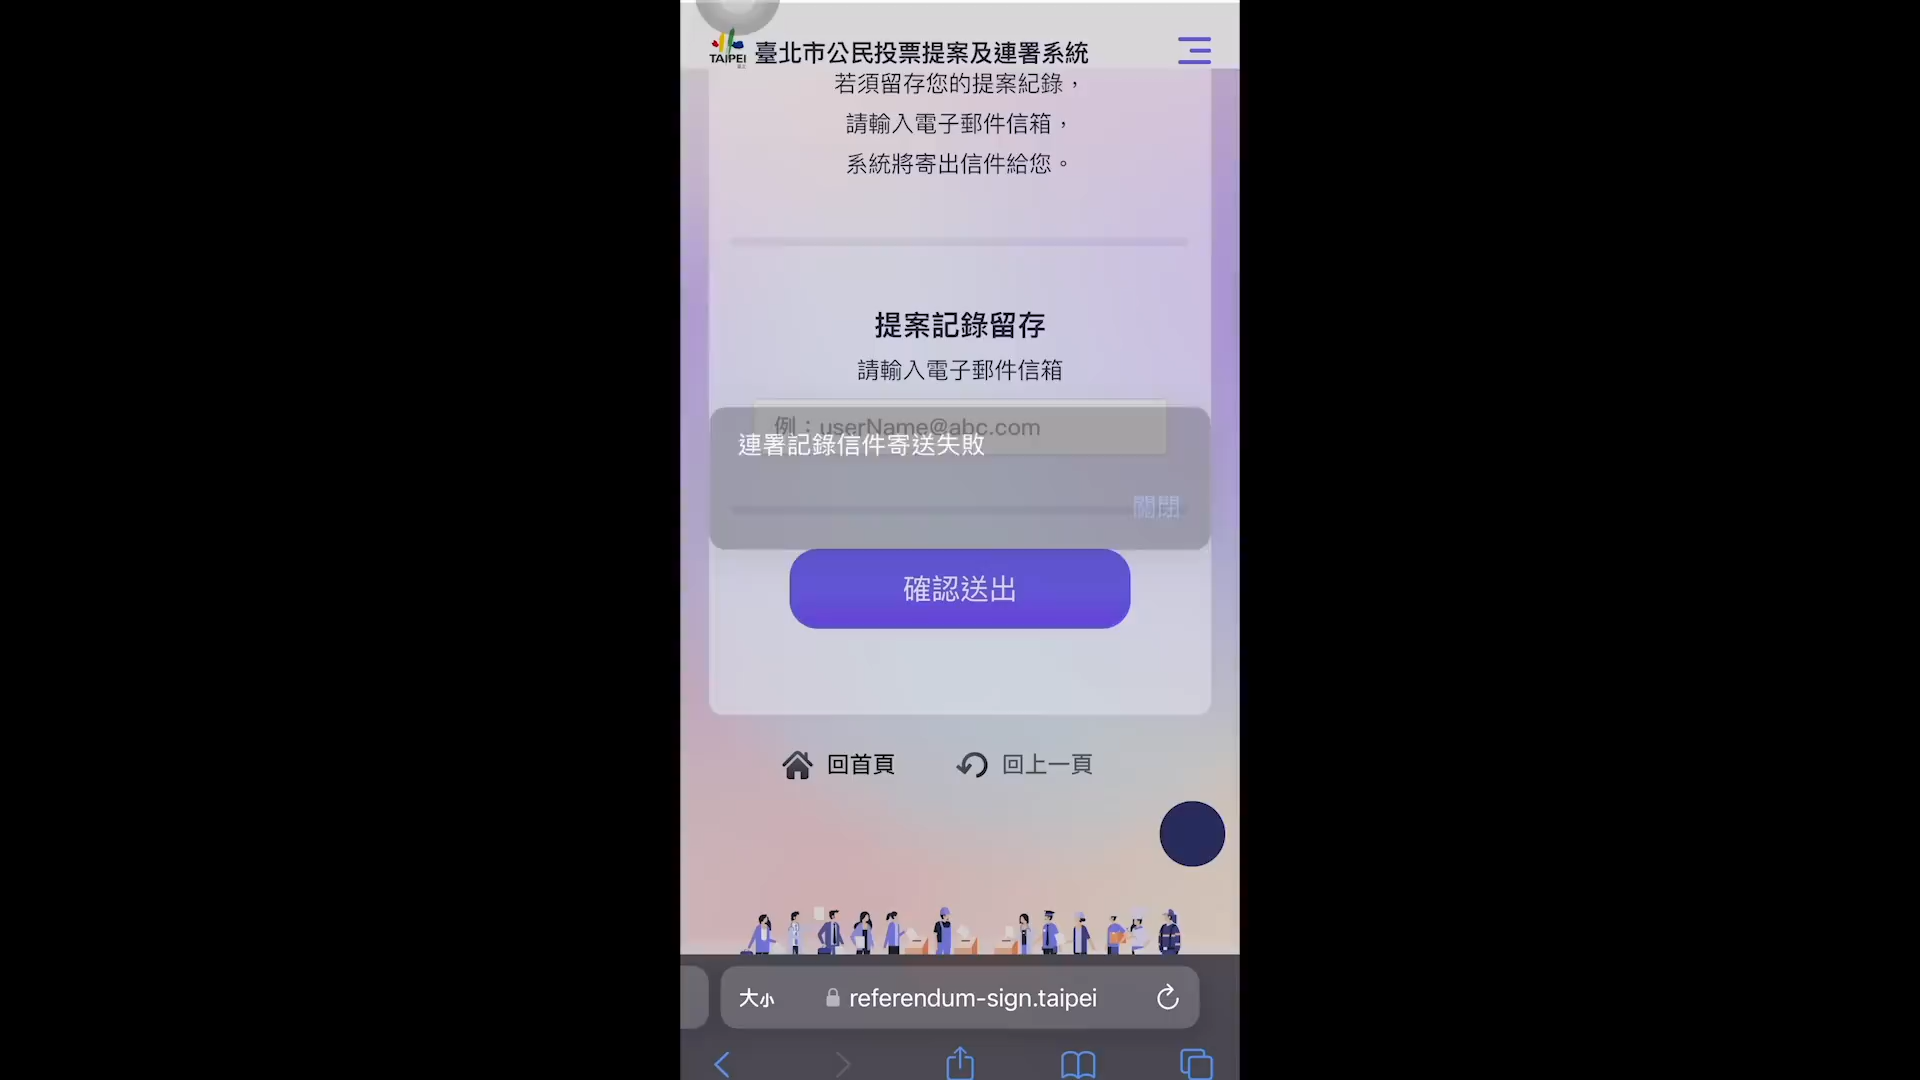 TAIPEI 臺北市公民投票提案及連署系統
若須留存您的提案紀錄，
請輸入電子郵件信箱，
系統將寄出信件給您。
提案記錄留存
請輸入電子郵件信箱
例：userName@abc.com
連署記錄信件寄送失敗
關閉
確認送出
回首頁 回上一頁
大小 referendum-sign.taipei